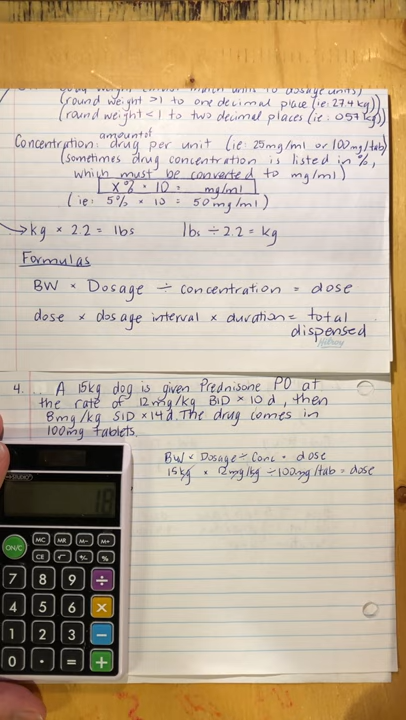 (round weight >1 to one decimal place (ie: 27.4 kg))
(round weight <1 to two decimal places (ie: 0.57 kg))
Concentration: amount of drug per unit (ie: 25mg/ml or 100mg/tab)
(sometimes drug concentration is listed in %,
which must be converted to mg/ml)
X% × 10 = mg/ml
(ie: 5% × 10 = 50mg/ml)
→kg × 2.2 = lbs lbs ÷ 2.2 = kg
Formulas
BW × Dosage ÷ concentration = dose
dose × dosage interval × duration = total
dispensed
4. ... A 15kg dog is given Prednisone PO at
the rate of 12mg/kg BiD × 10 d, then
8mg/kg SID × 14d. The drug comes in
100mg tablets.
BW × Dosage ÷ Conc = dose
15kg × 12mg/kg ÷ 100mg/tab = dose
18
ON/C MC MR M- M+
CE √ +/- %
7 8 9 ÷
4 5 6 ×
1 2 3 −
0 . = +